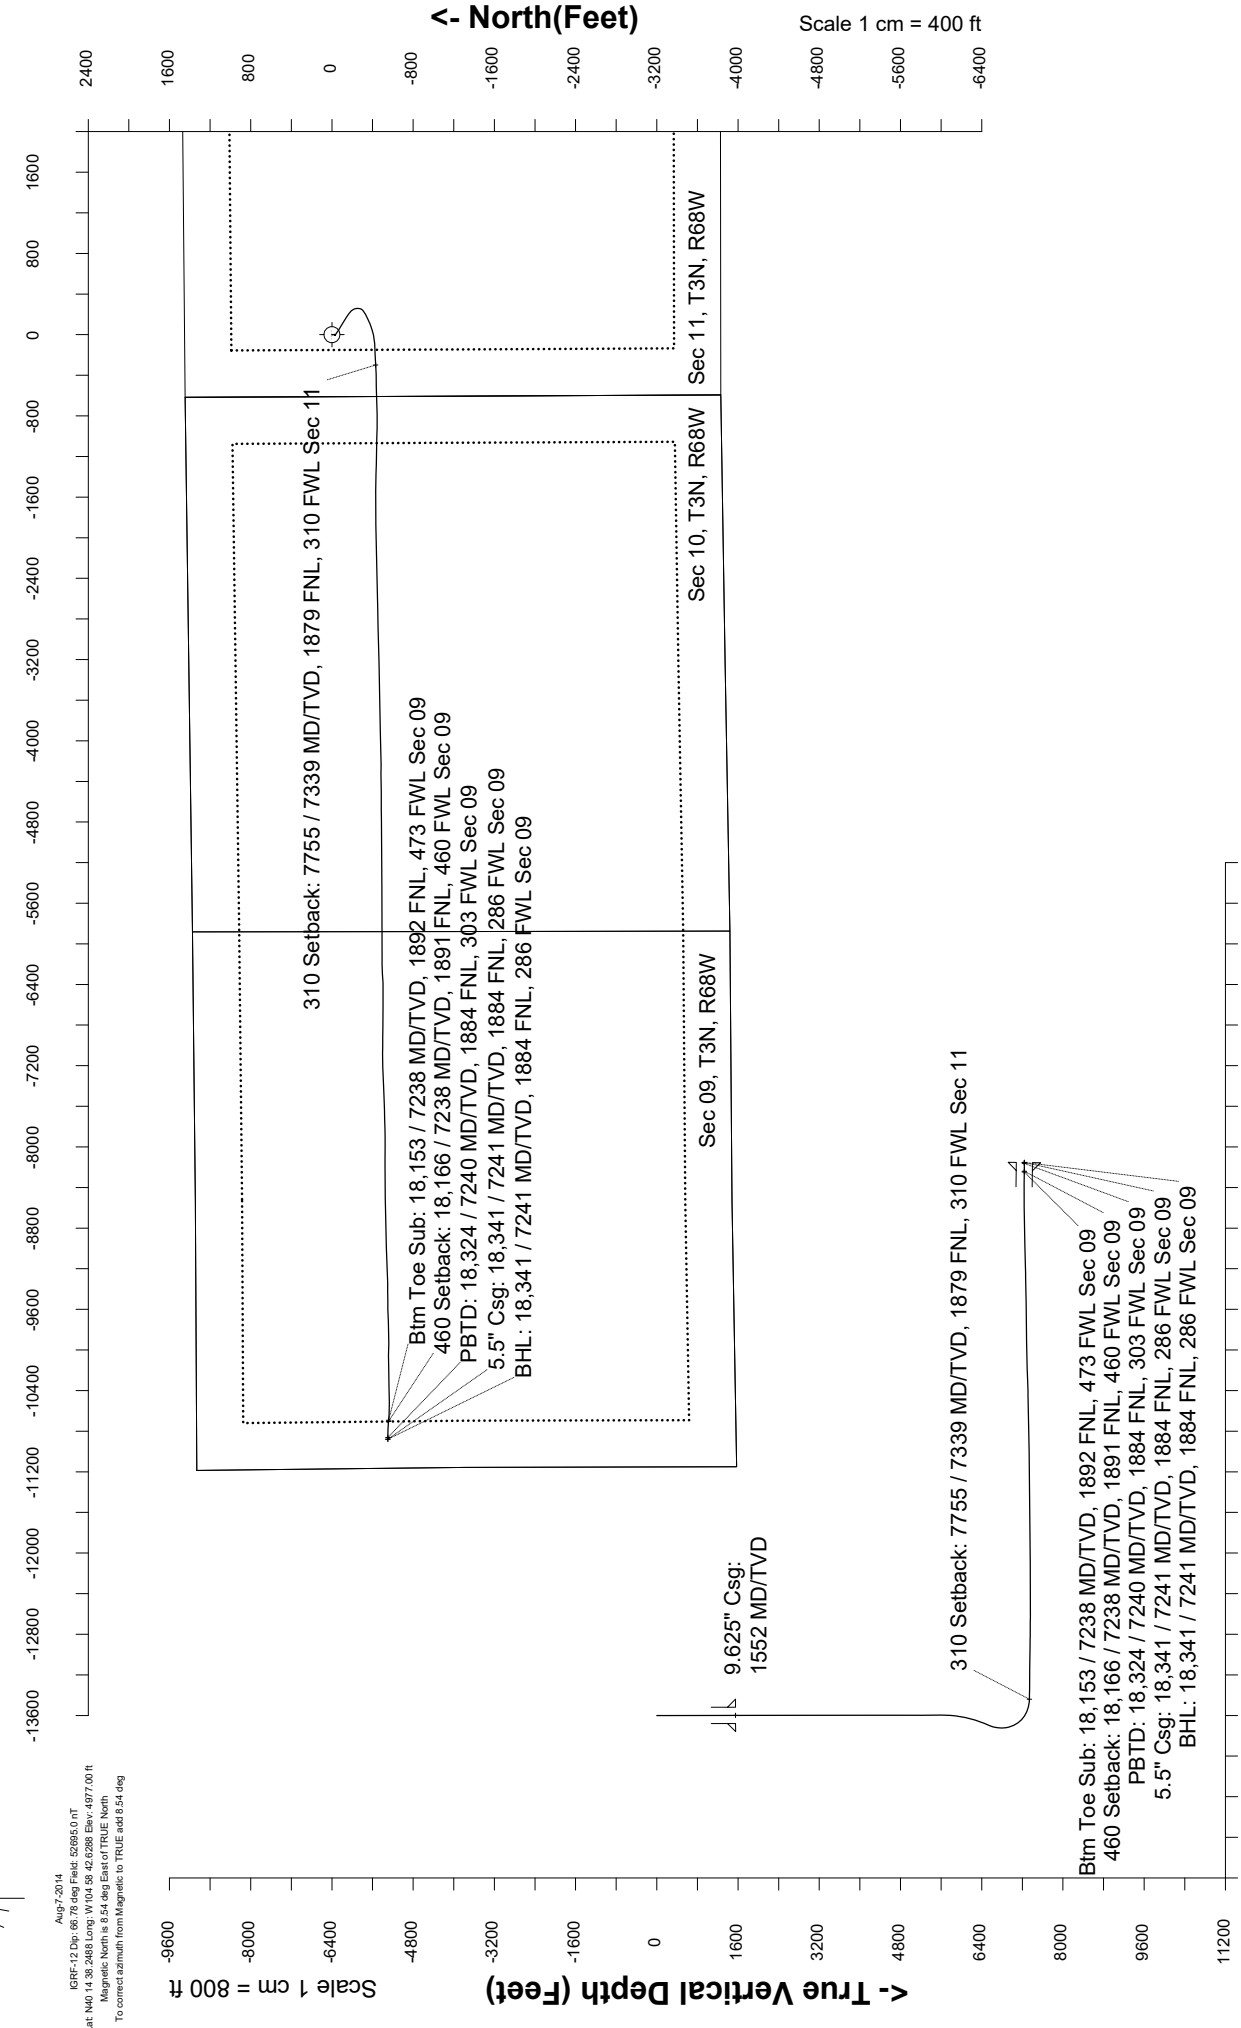 <- North(Feet)
Scale 1 cm = 400 ft
2400
1600
800
0
-800
-1600
-2400
-3200
-4000
-4800
-5600
-6400
1600
800
0
-800
-1600
-2400
-3200
-4000
-4800
-5600
-6400
-7200
-8000
-8800
-9600
-10400
-11200
-12000
-12800
-13600
Sec 11, T3N, R68W
Sec 10, T3N, R68W
Sec 09, T3N, R68W
310 Setback: 7755 / 7339 MD/TVD, 1879 FNL, 310 FWL Sec 11
Btm Toe Sub: 18,153 / 7238 MD/TVD, 1892 FNL, 473 FWL Sec 09
460 Setback: 18,166 / 7238 MD/TVD, 1891 FNL, 460 FWL Sec 09
PBTD: 18,324 / 7240 MD/TVD, 1884 FNL, 303 FWL Sec 09
5.5" Csg: 18,341 / 7241 MD/TVD, 1884 FNL, 286 FWL Sec 09
BHL: 18,341 / 7241 MD/TVD, 1884 FNL, 286 FWL Sec 09
9.625" Csg:
1552 MD/TVD
310 Setback: 7755 / 7339 MD/TVD, 1879 FNL, 310 FWL Sec 11
Btm Toe Sub: 18,153 / 7238 MD/TVD, 1892 FNL, 473 FWL Sec 09
460 Setback: 18,166 / 7238 MD/TVD, 1891 FNL, 460 FWL Sec 09
PBTD: 18,324 / 7240 MD/TVD, 1884 FNL, 303 FWL Sec 09
5.5" Csg: 18,341 / 7241 MD/TVD, 1884 FNL, 286 FWL Sec 09
BHL: 18,341 / 7241 MD/TVD, 1884 FNL, 286 FWL Sec 09
Aug-7-2014
IGRF-12 Dip: 66.78 deg Field: 52695.0 nT
at: N40 14 38.2488 Long: W104 58 42.6288 Elev: 4977.00 ft
Magnetic North is 8.54 deg East of TRUE North
To correct azimuth from Magnetic to TRUE add 8.54 deg
-9600
-8000
-4800
-3200
0
1600
3200
4800
6400
8000
9600
11200
Scale 1 cm = 800 ft
<- True Vertical Depth (Feet)